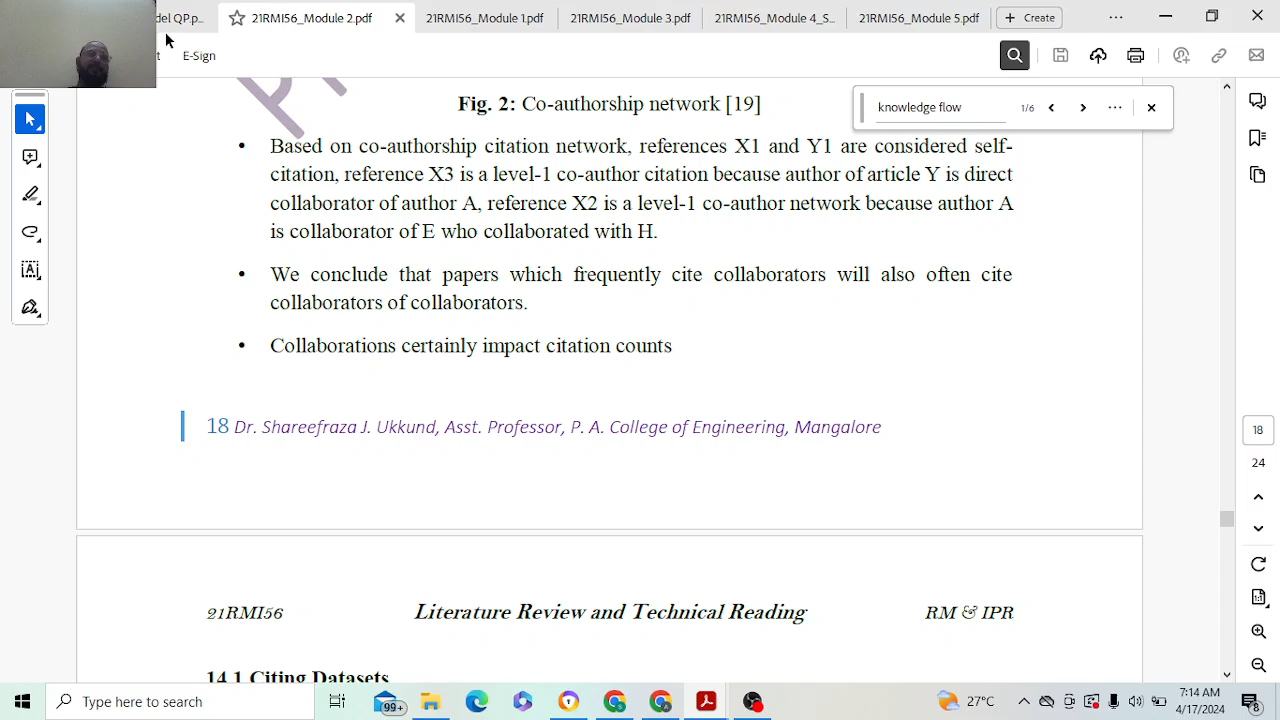 del QP.p...
21RMI56_Module 2.pdf
21RMI56_Module 1.pdf
21RMI56_Module 3.pdf
21RMI56_Module 4_S...
21RMI56_Module 5.pdf
Create
E-Sign
knowledge flow
1/6
Fig. 2: Co-authorship network [19]
• Based on co-authorship citation network, references X1 and Y1 are considered self-
citation, reference X3 is a level-1 co-author citation because author of article Y is direct
collaborator of author A, reference X2 is a level-1 co-author network because author A
is collaborator of E who collaborated with H.
• We conclude that papers which frequently cite collaborators will also often cite
collaborators of collaborators.
• Collaborations certainly impact citation counts
18 Dr. Shareefraza J. Ukkund, Asst. Professor, P. A. College of Engineering, Mangalore
18
24
21RMI56 Literature Review and Technical Reading RM & IPR
14.1 Citing Datasets
Type here to search
99+
27°C
7:14 AM
4/17/2024
8